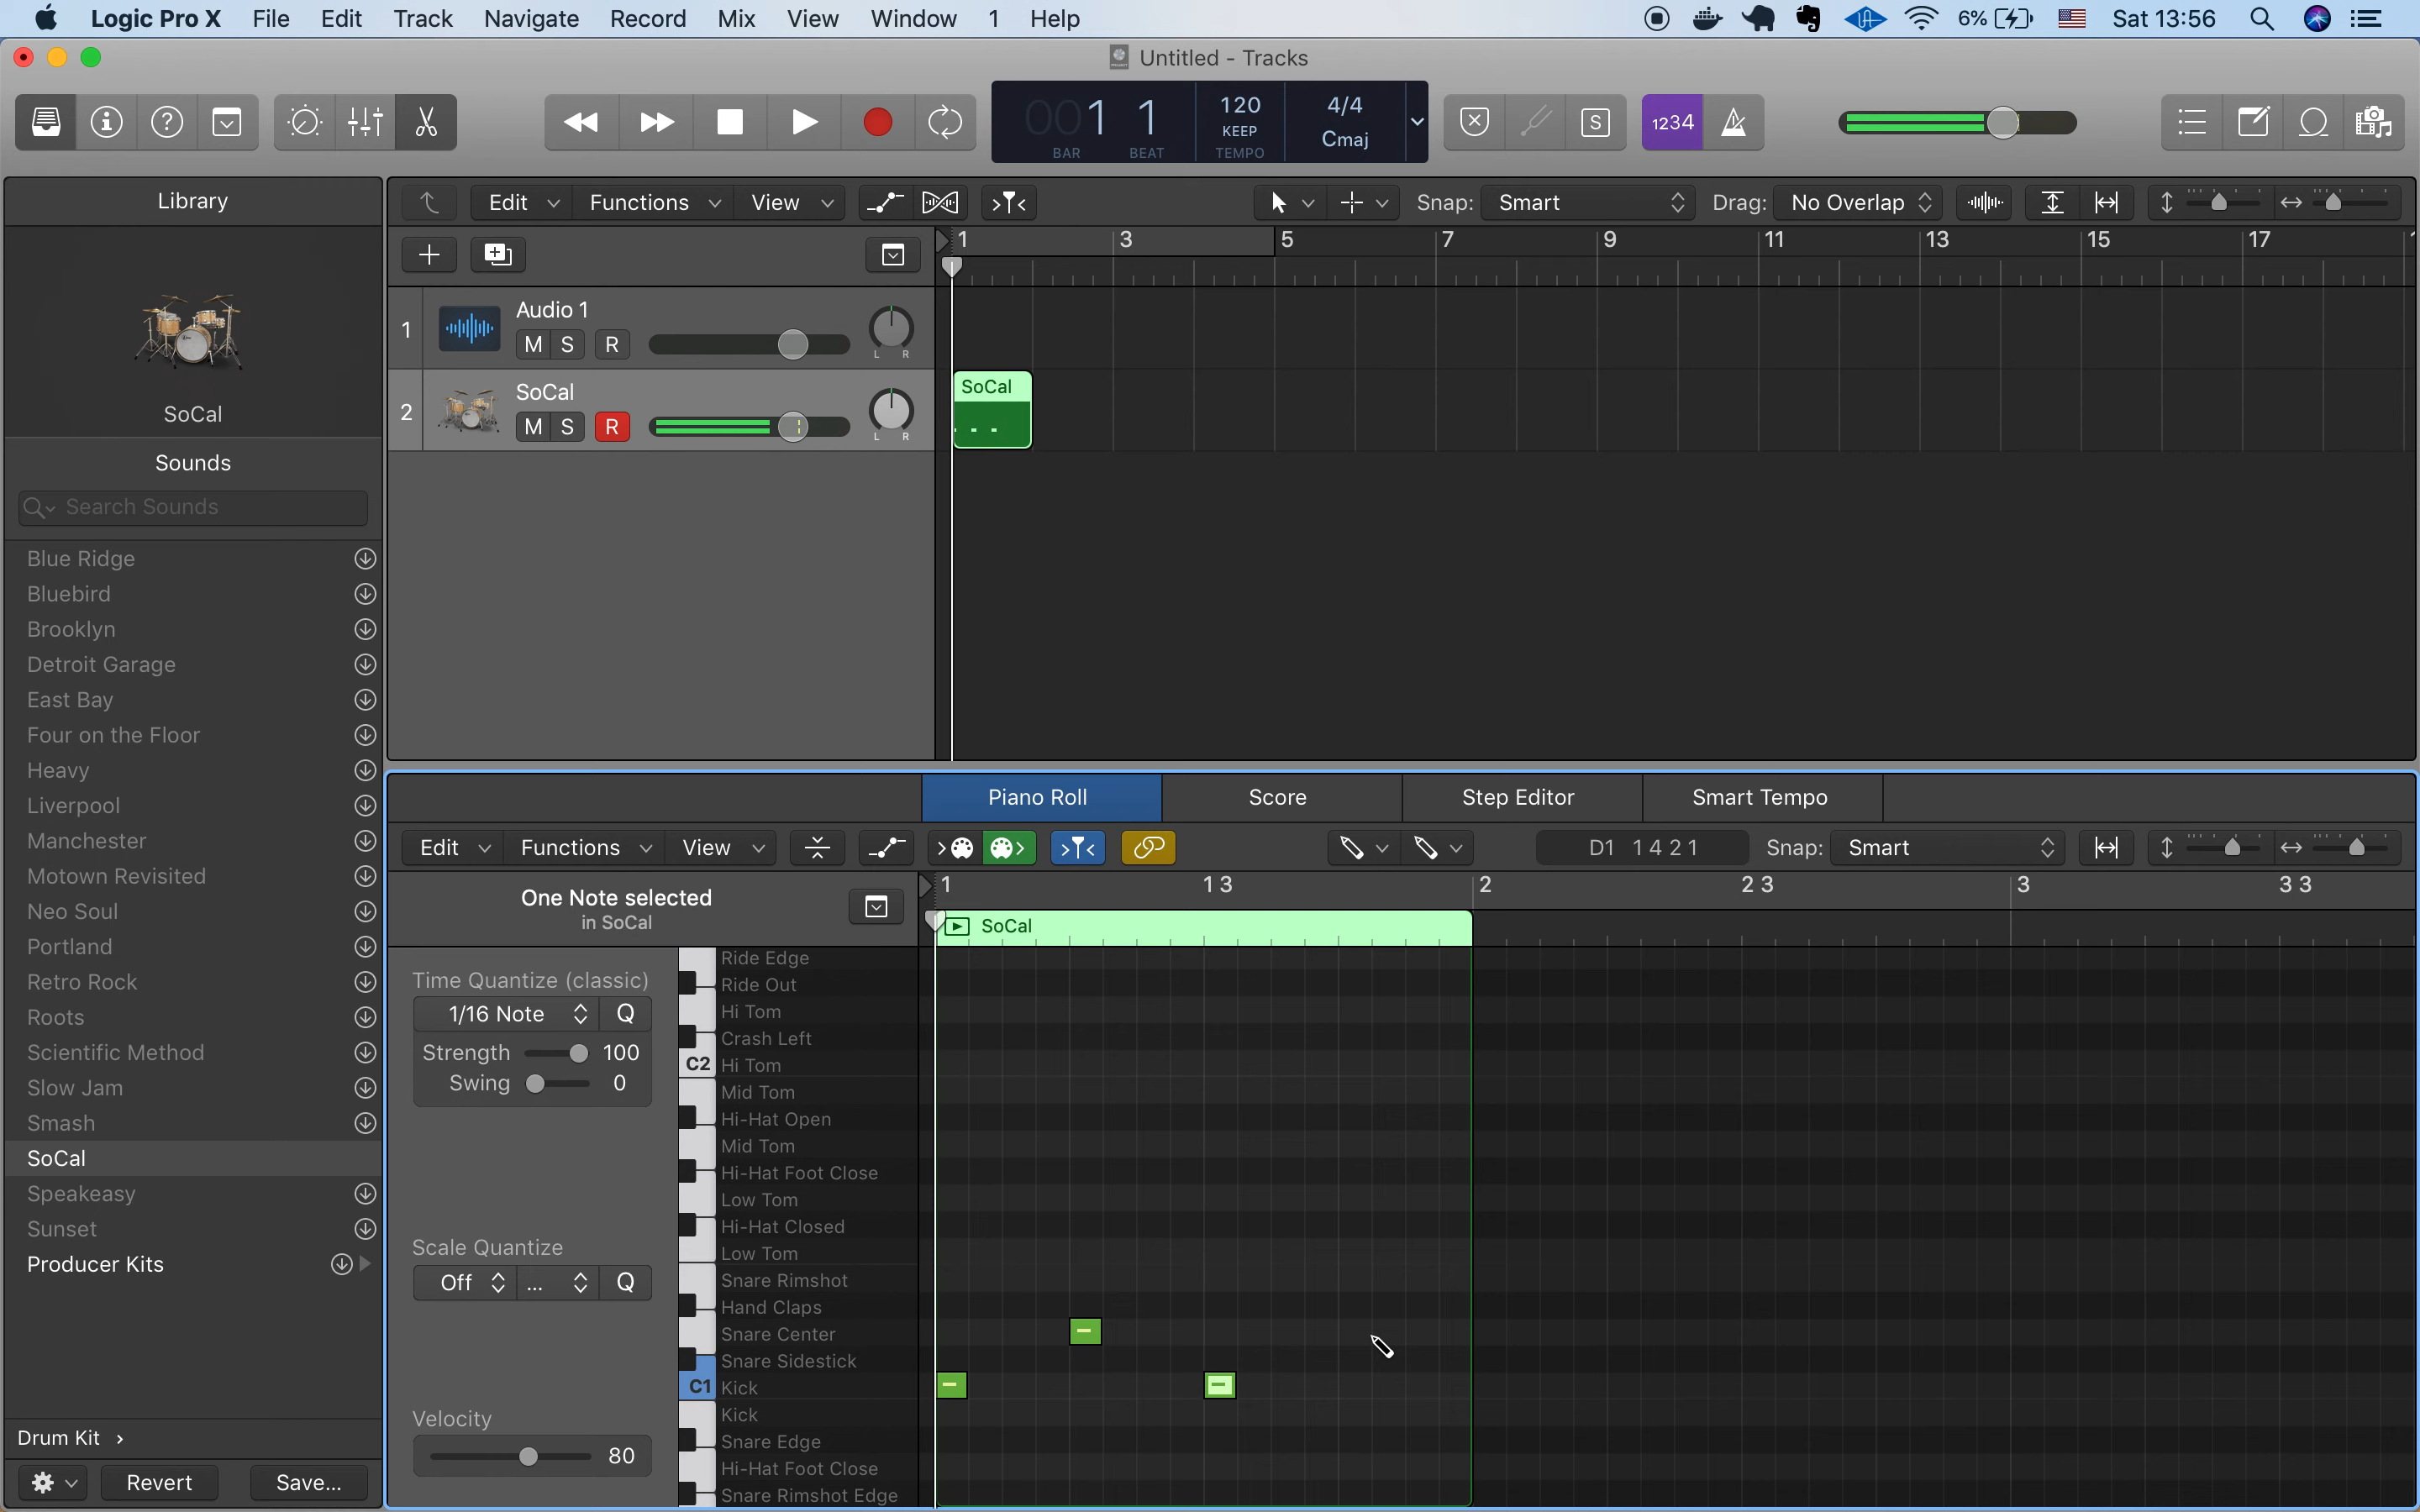 Logic Pro X File Edit Track Navigate Record Mix View Window 1 Help 6% Sat 13:56
Untitled - Tracks
1234
001 1 120 4/4
KEEP Cmaj
BAR BEAT TEMPO
S
Library
Edit Functions View Snap: Smart Drag: No Overlap
1 3 5 7 9 11 13 15 17
1 Audio 1
M S R L R
2 SoCal
M S R L R
SoCal
SoCal
Sounds
Search Sounds
Blue Ridge
Bluebird
Brooklyn
Detroit Garage
East Bay
Four on the Floor
Heavy
Liverpool
Manchester
Motown Revisited
Neo Soul
Portland
Retro Rock
Roots
Scientific Method
Slow Jam
Smash
SoCal
Speakeasy
Sunset
Producer Kits
Drum Kit
Revert Save...
Piano Roll Score Step Editor Smart Tempo
Edit Functions View D1 1 4 2 1 Snap: Smart
1 1 3 2 2 3 3 3 3
One Note selected
in SoCal
SoCal
Time Quantize (classic)
1/16 Note Q
Strength 100
Swing 0
Scale Quantize
Off ... Q
Velocity
80
C2
C1
Ride Edge
Ride Out
Hi Tom
Crash Left
Hi Tom
Mid Tom
Hi-Hat Open
Mid Tom
Hi-Hat Foot Close
Low Tom
Hi-Hat Closed
Low Tom
Snare Rimshot
Hand Claps
Snare Center
Snare Sidestick
Kick
Kick
Snare Edge
Hi-Hat Foot Close
Snare Rimshot Edge